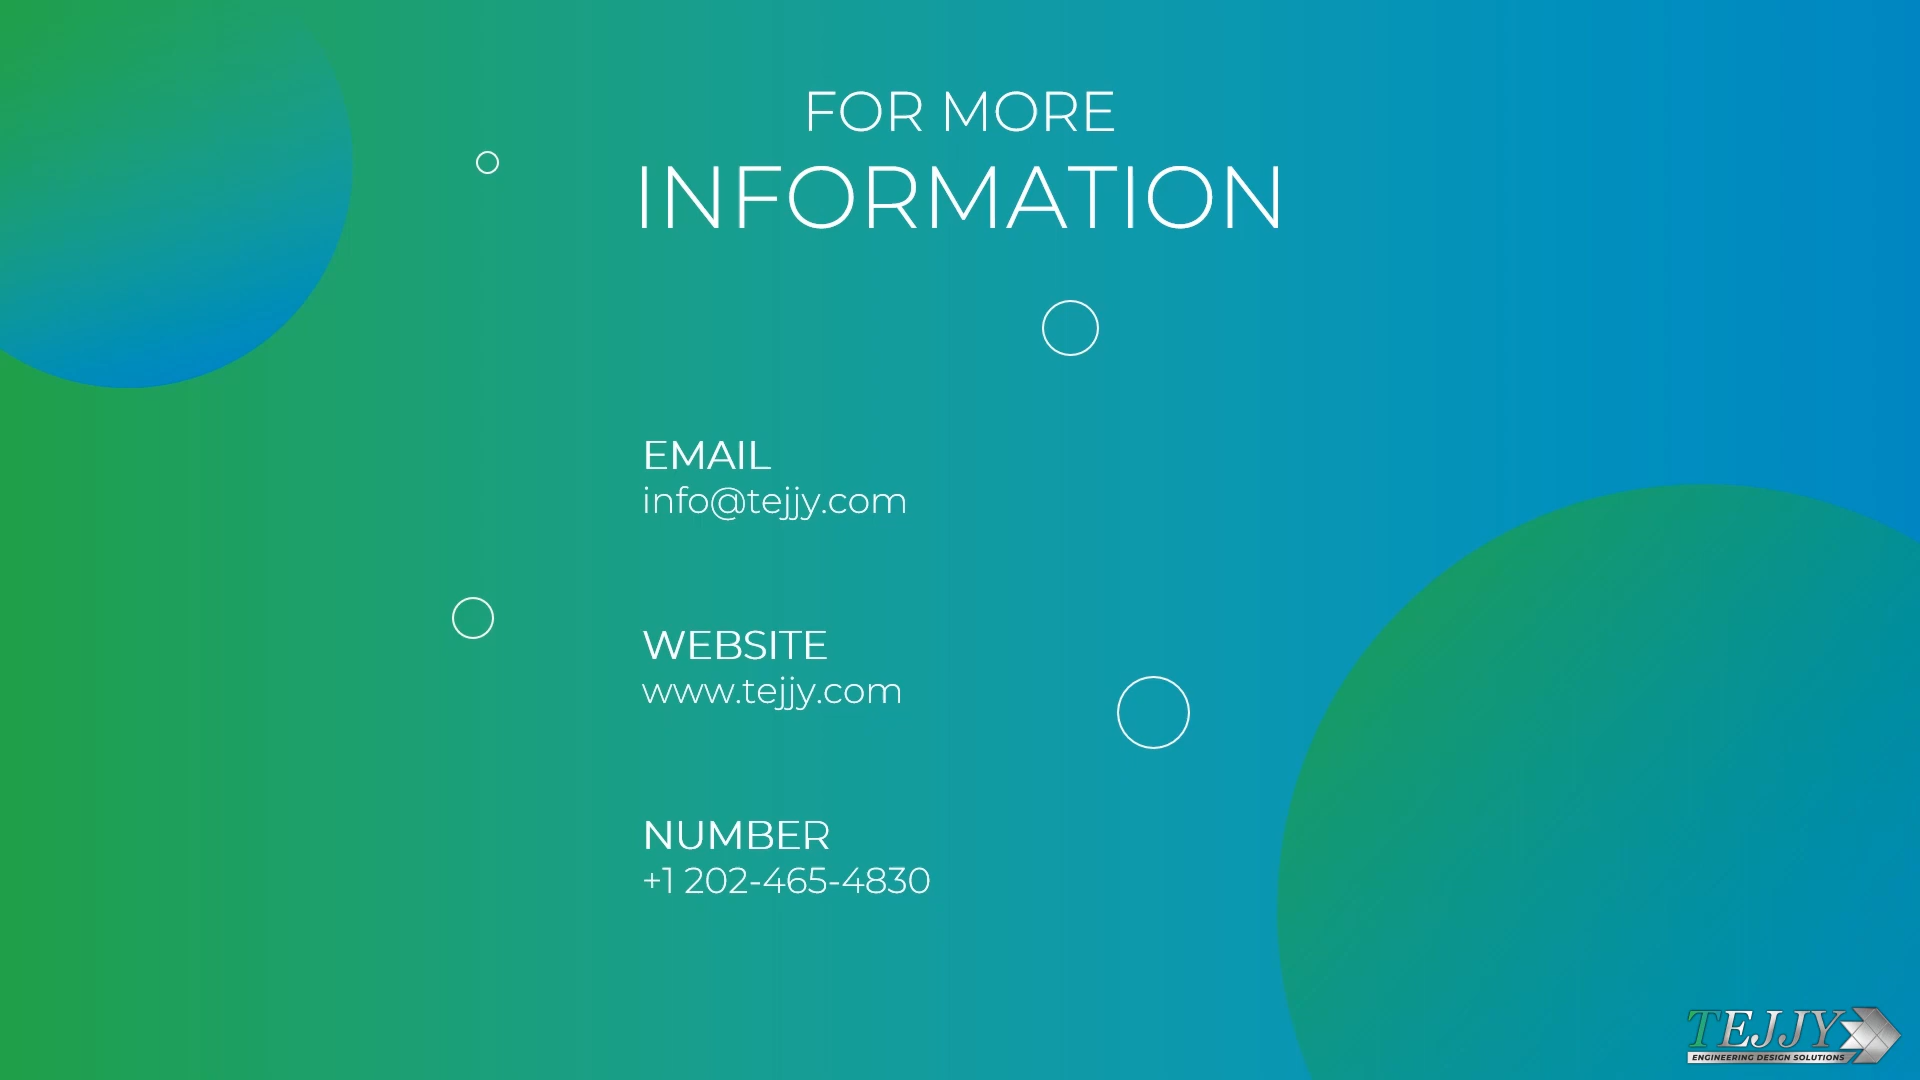 FOR MORE
INFORMATION
EMAIL
info@tejjy.com
WEBSITE
www.tejjy.com
NUMBER
+1 202-465-4830
TEJJY
ENGINEERING DESIGN SOLUTIONS